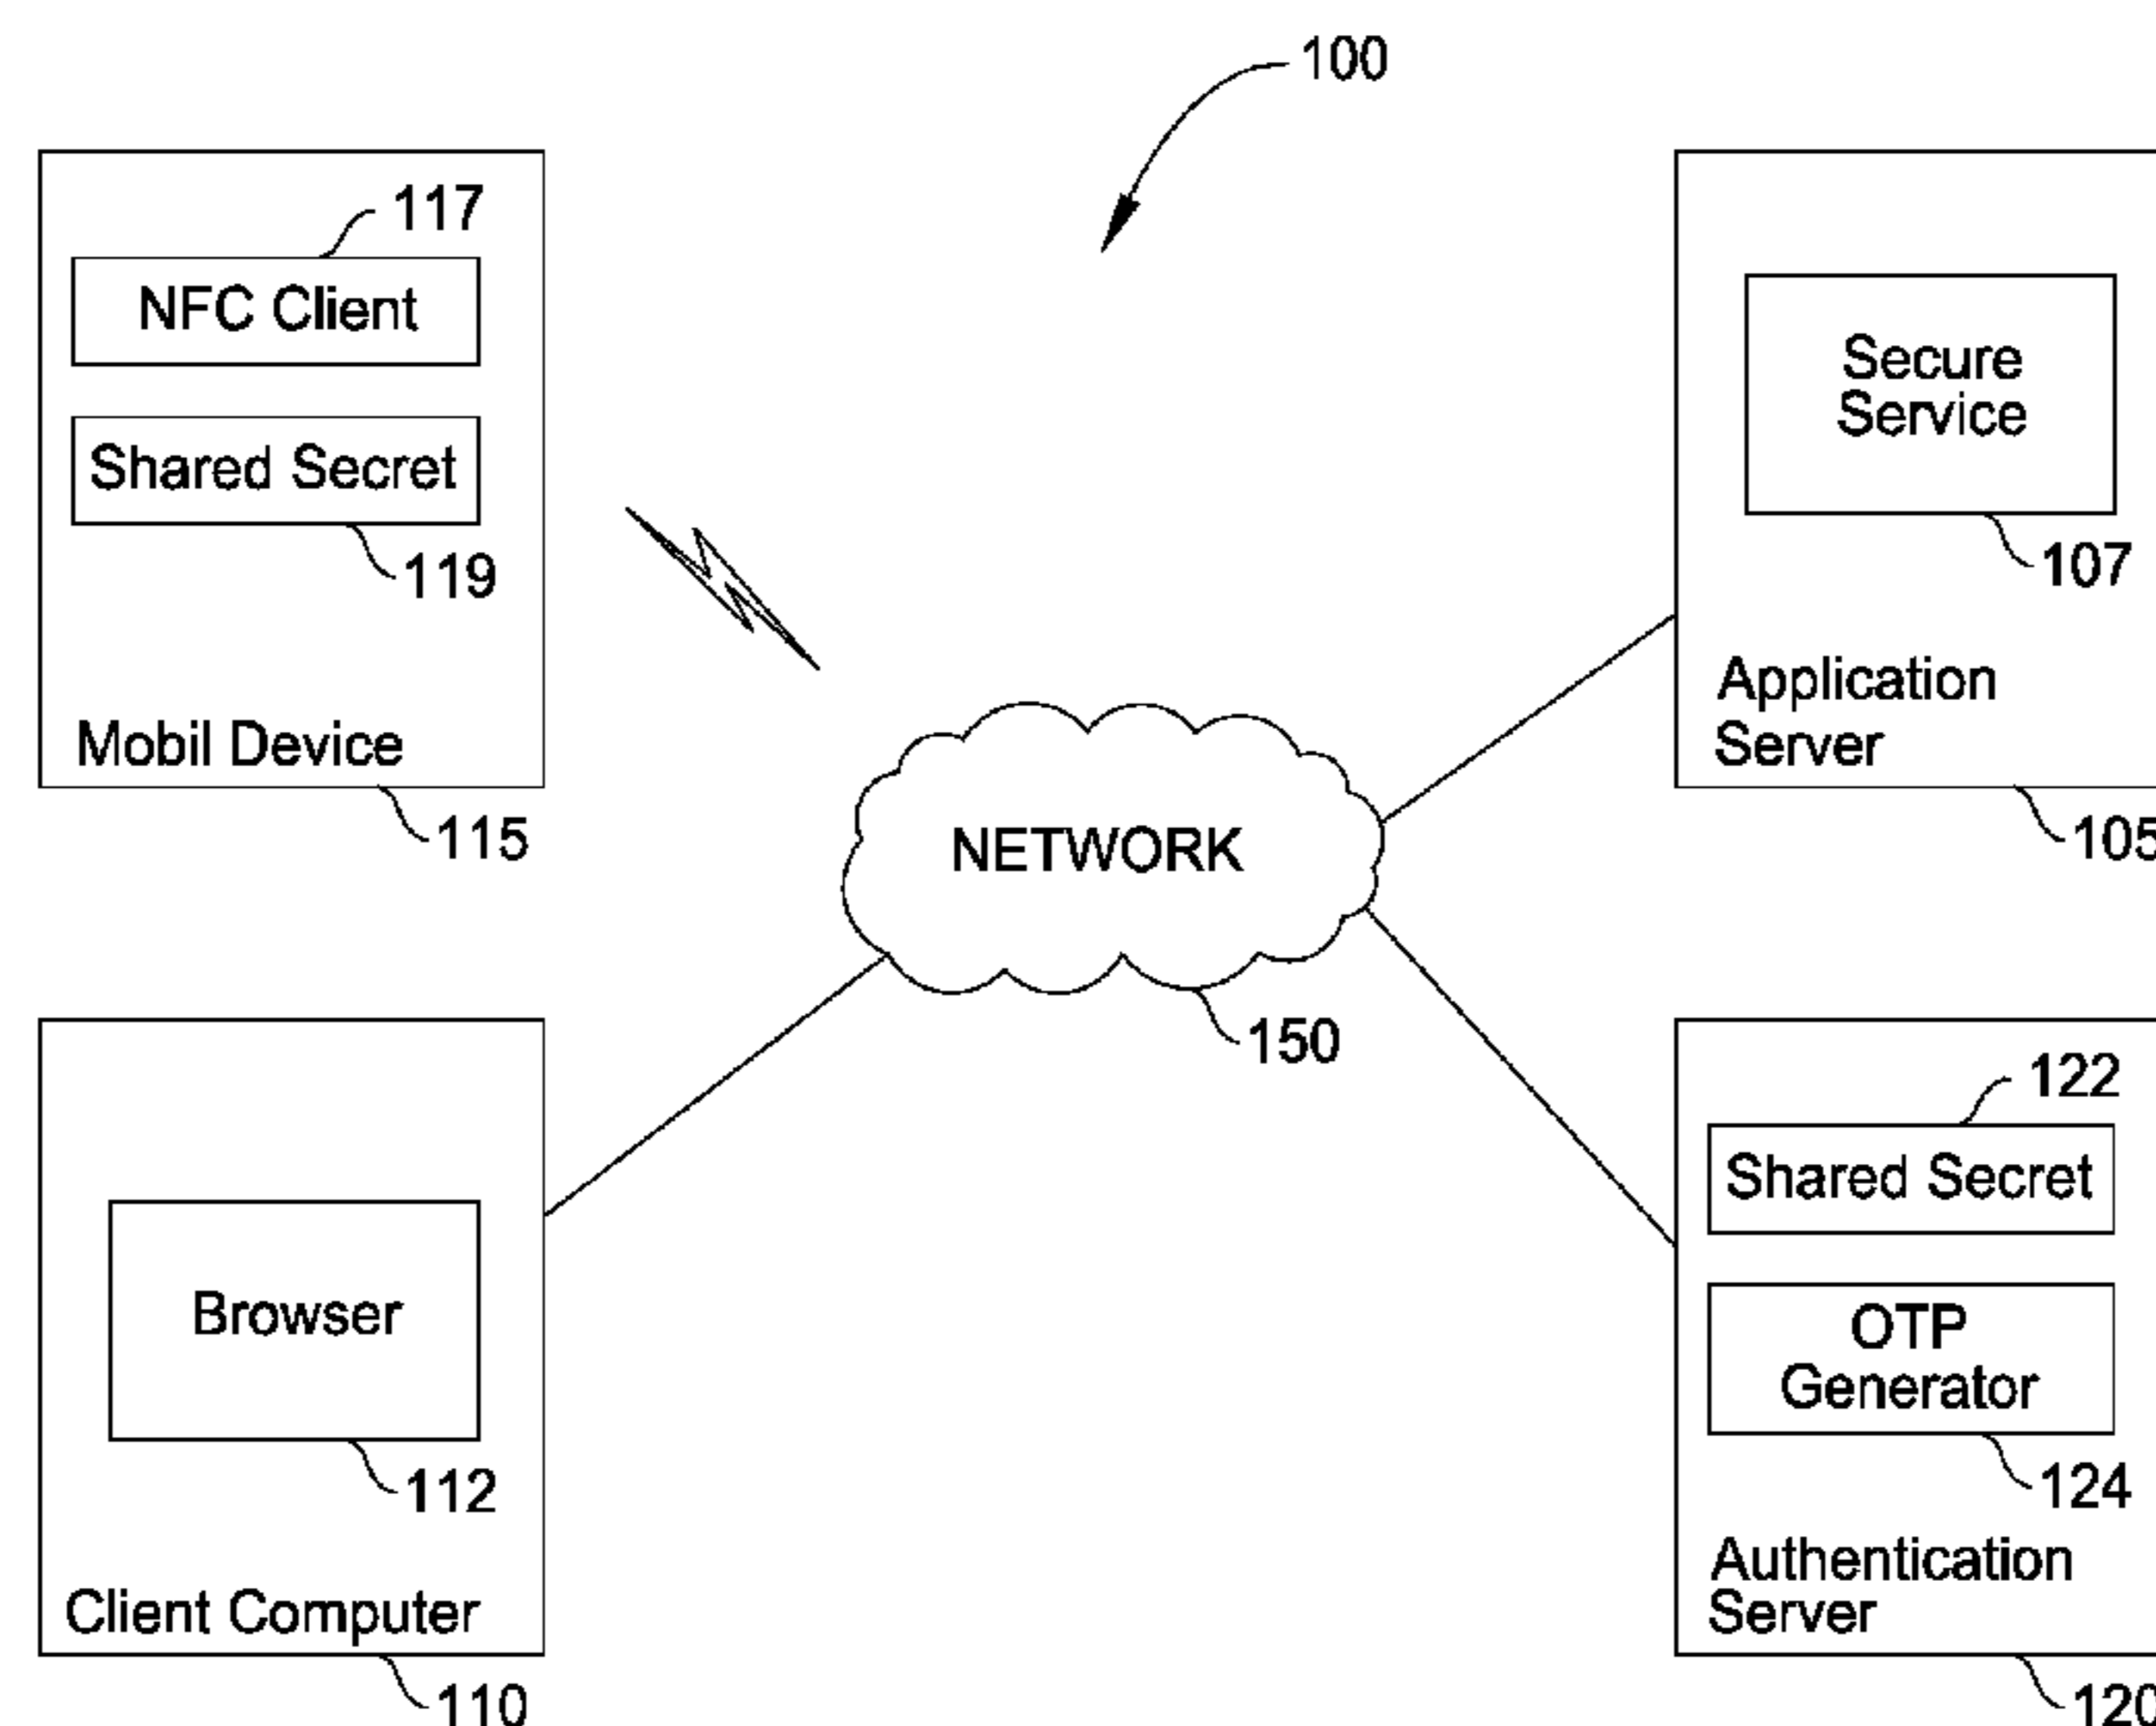 100
117
NFC Client
Shared Secret
119
Mobil Device
115
Secure
Service
107
Application
Server
105
NETWORK
150
Browser
112
Client Computer
110
122
Shared Secret
OTP
Generator
124
Authentication
Server
120